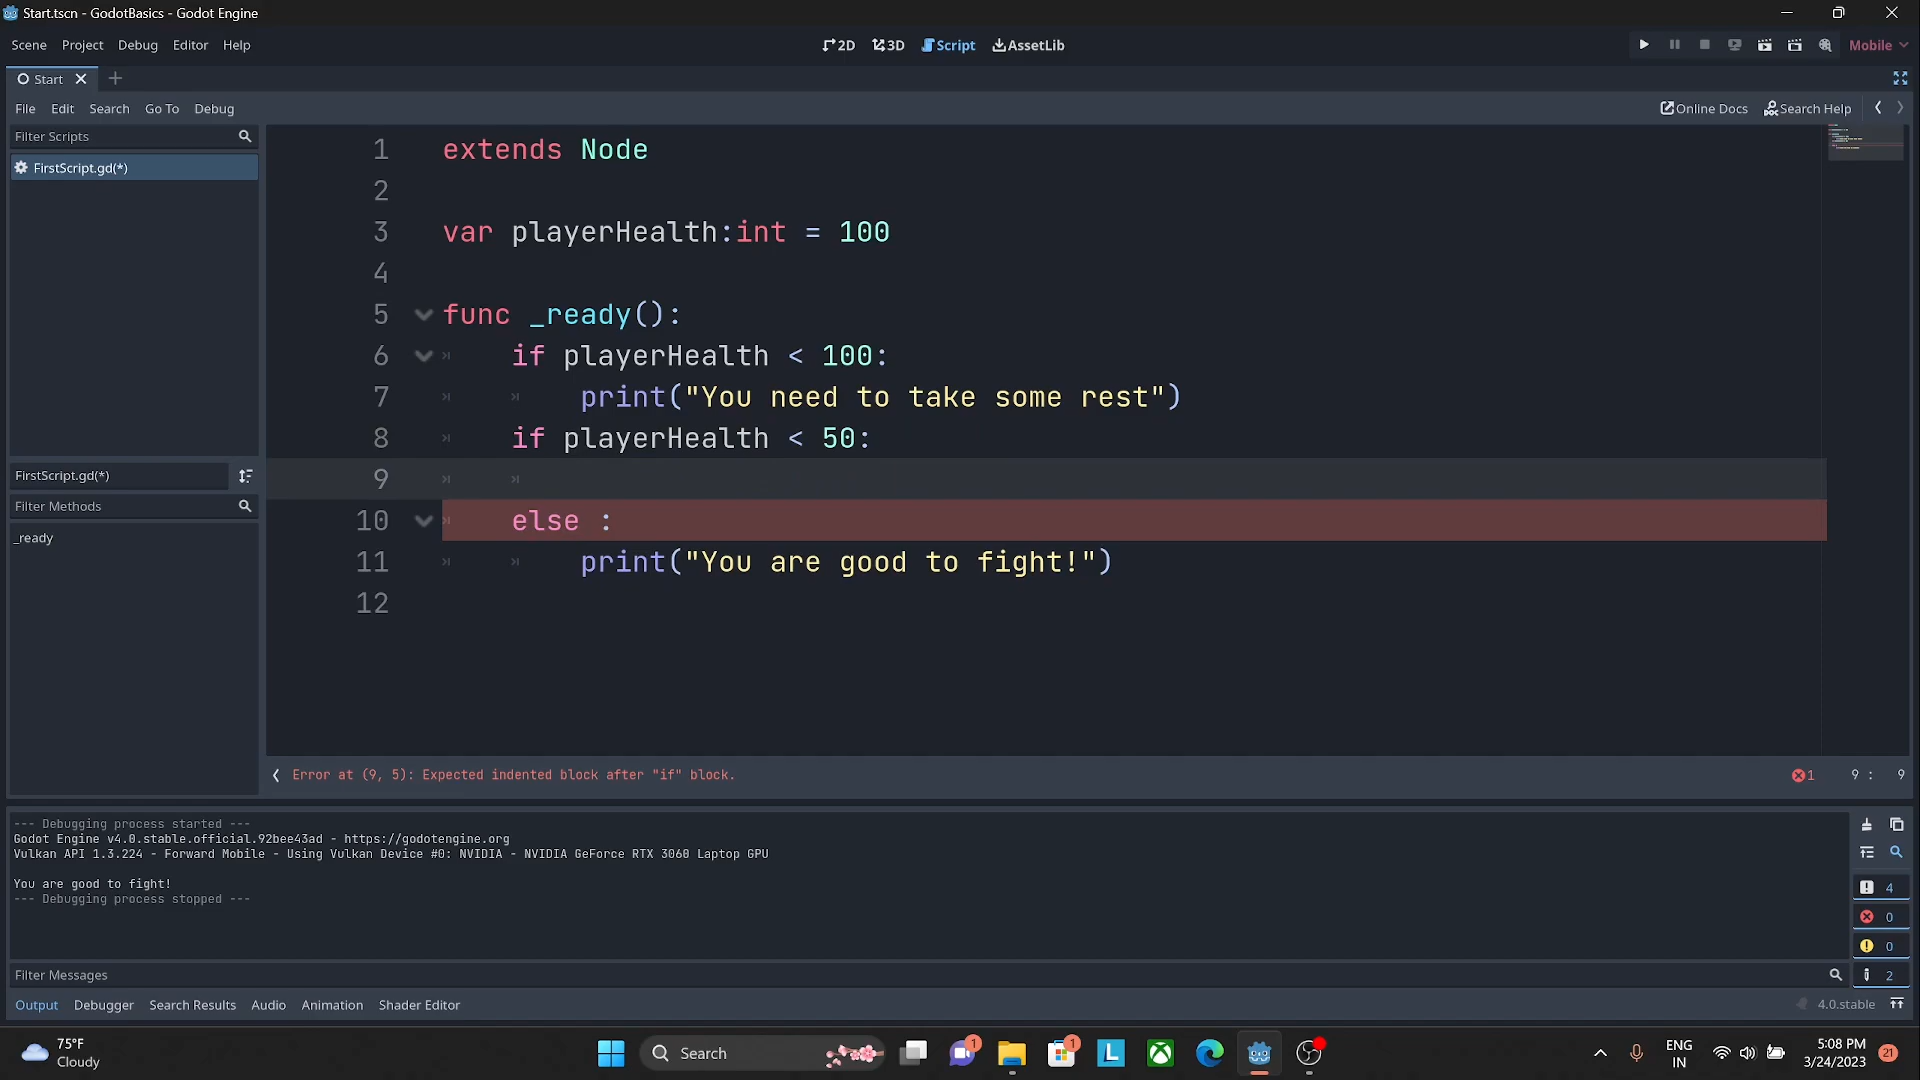 Start.tscn - GodotBasics - Godot Engine
Scene Project Debug Editor Help
2D 3D Script AssetLib
Mobile
Start
File Edit Search Go To Debug
Online Docs Search Help
Filter Scripts
FirstScript.gd(*)
FirstScript.gd(*)
Filter Methods
_ready
1 extends Node
2
3 var playerHealth:int = 100
4
5 func _ready():
6 if playerHealth < 100:
7 print("You need to take some rest")
8 if playerHealth < 50:
9
10 else :
11 print("You are good to fight!")
12
Error at (9, 5): Expected indented block after "if" block.
1 9 : 9
--- Debugging process started ---
Godot Engine v4.0.stable.official.92bee43ad - https://godotengine.org
Vulkan API 1.3.224 - Forward Mobile - Using Vulkan Device #0: NVIDIA - NVIDIA GeForce RTX 3060 Laptop GPU
You are good to fight!
--- Debugging process stopped ---
4
0
0
2
Filter Messages
Output Debugger Search Results Audio Animation Shader Editor
4.0.stable
75°F
Cloudy
Search
1
1
L
ENG
IN
5:08 PM
3/24/2023
21